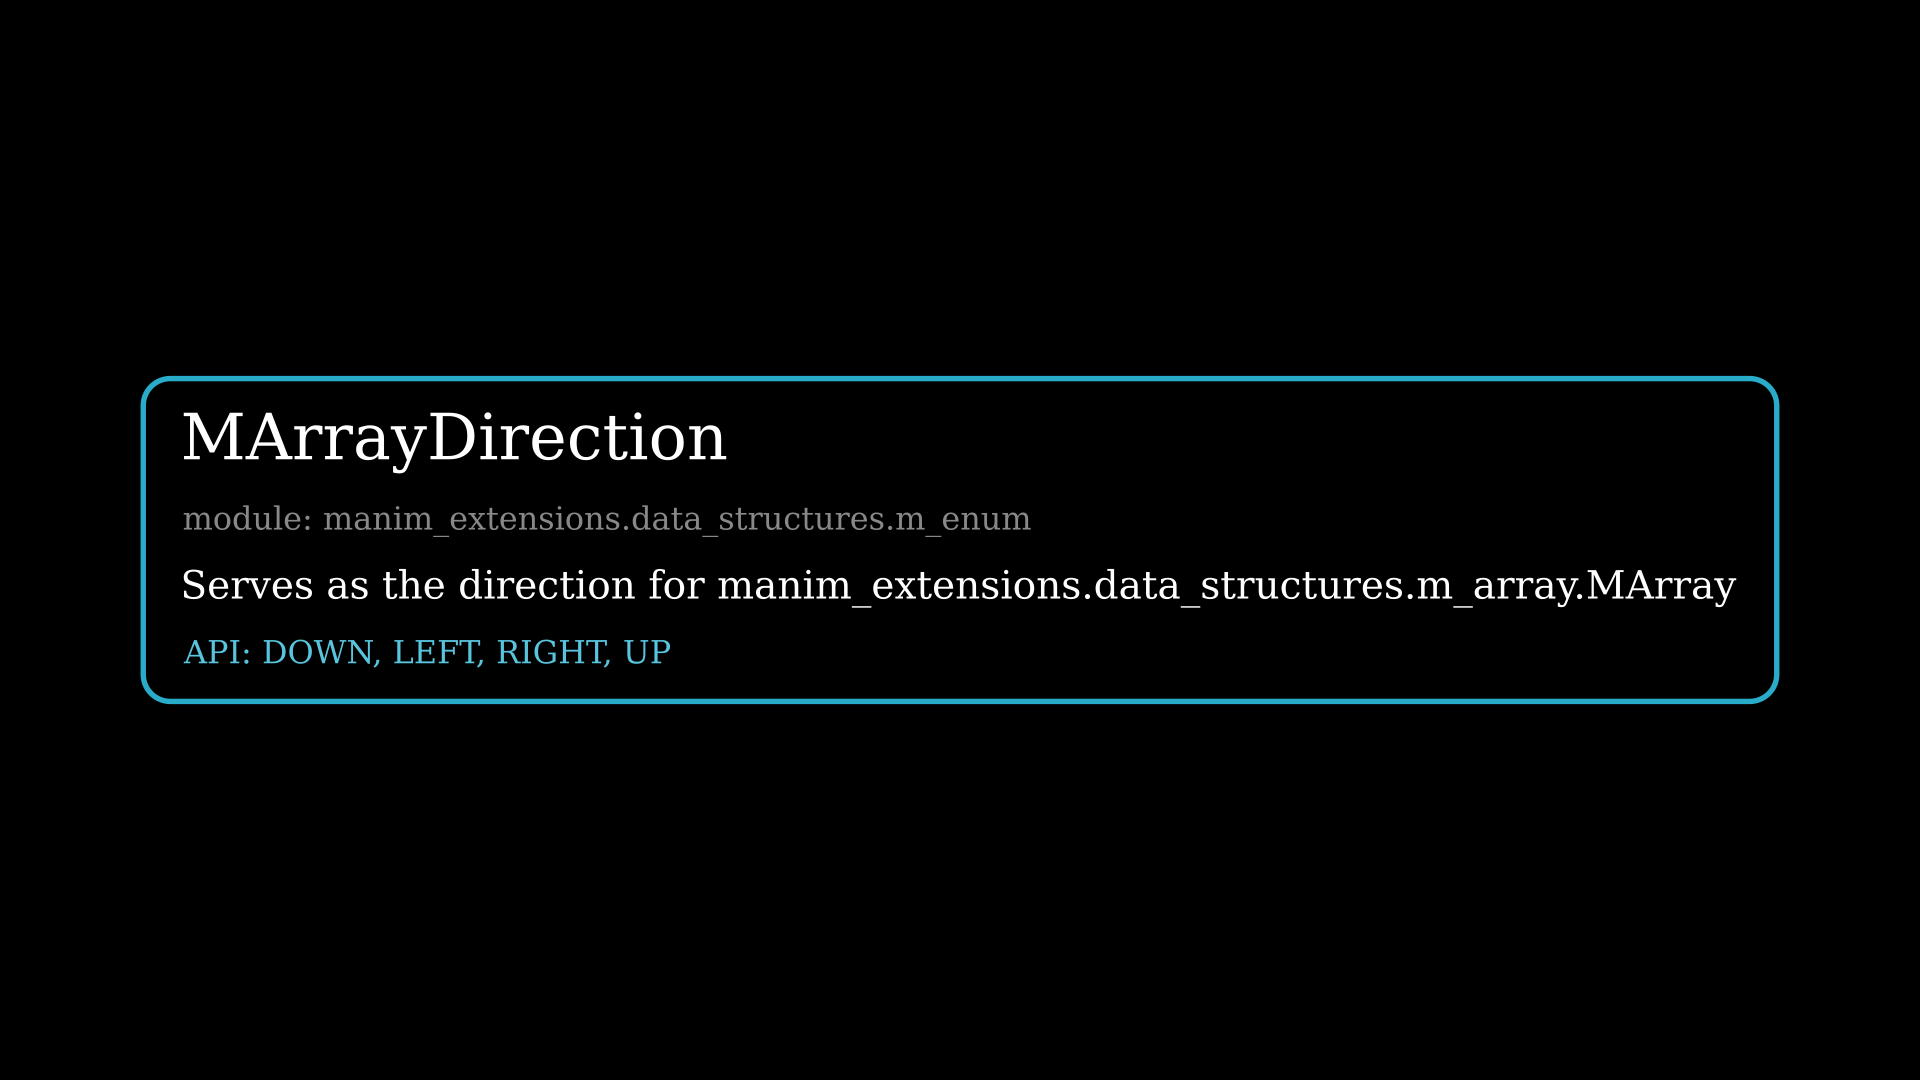 MArrayDirection
module: manim_extensions.data_structures.m_enum
Serves as the direction for manim_extensions.data_structures.m_array.MArray
API: DOWN, LEFT, RIGHT, UP